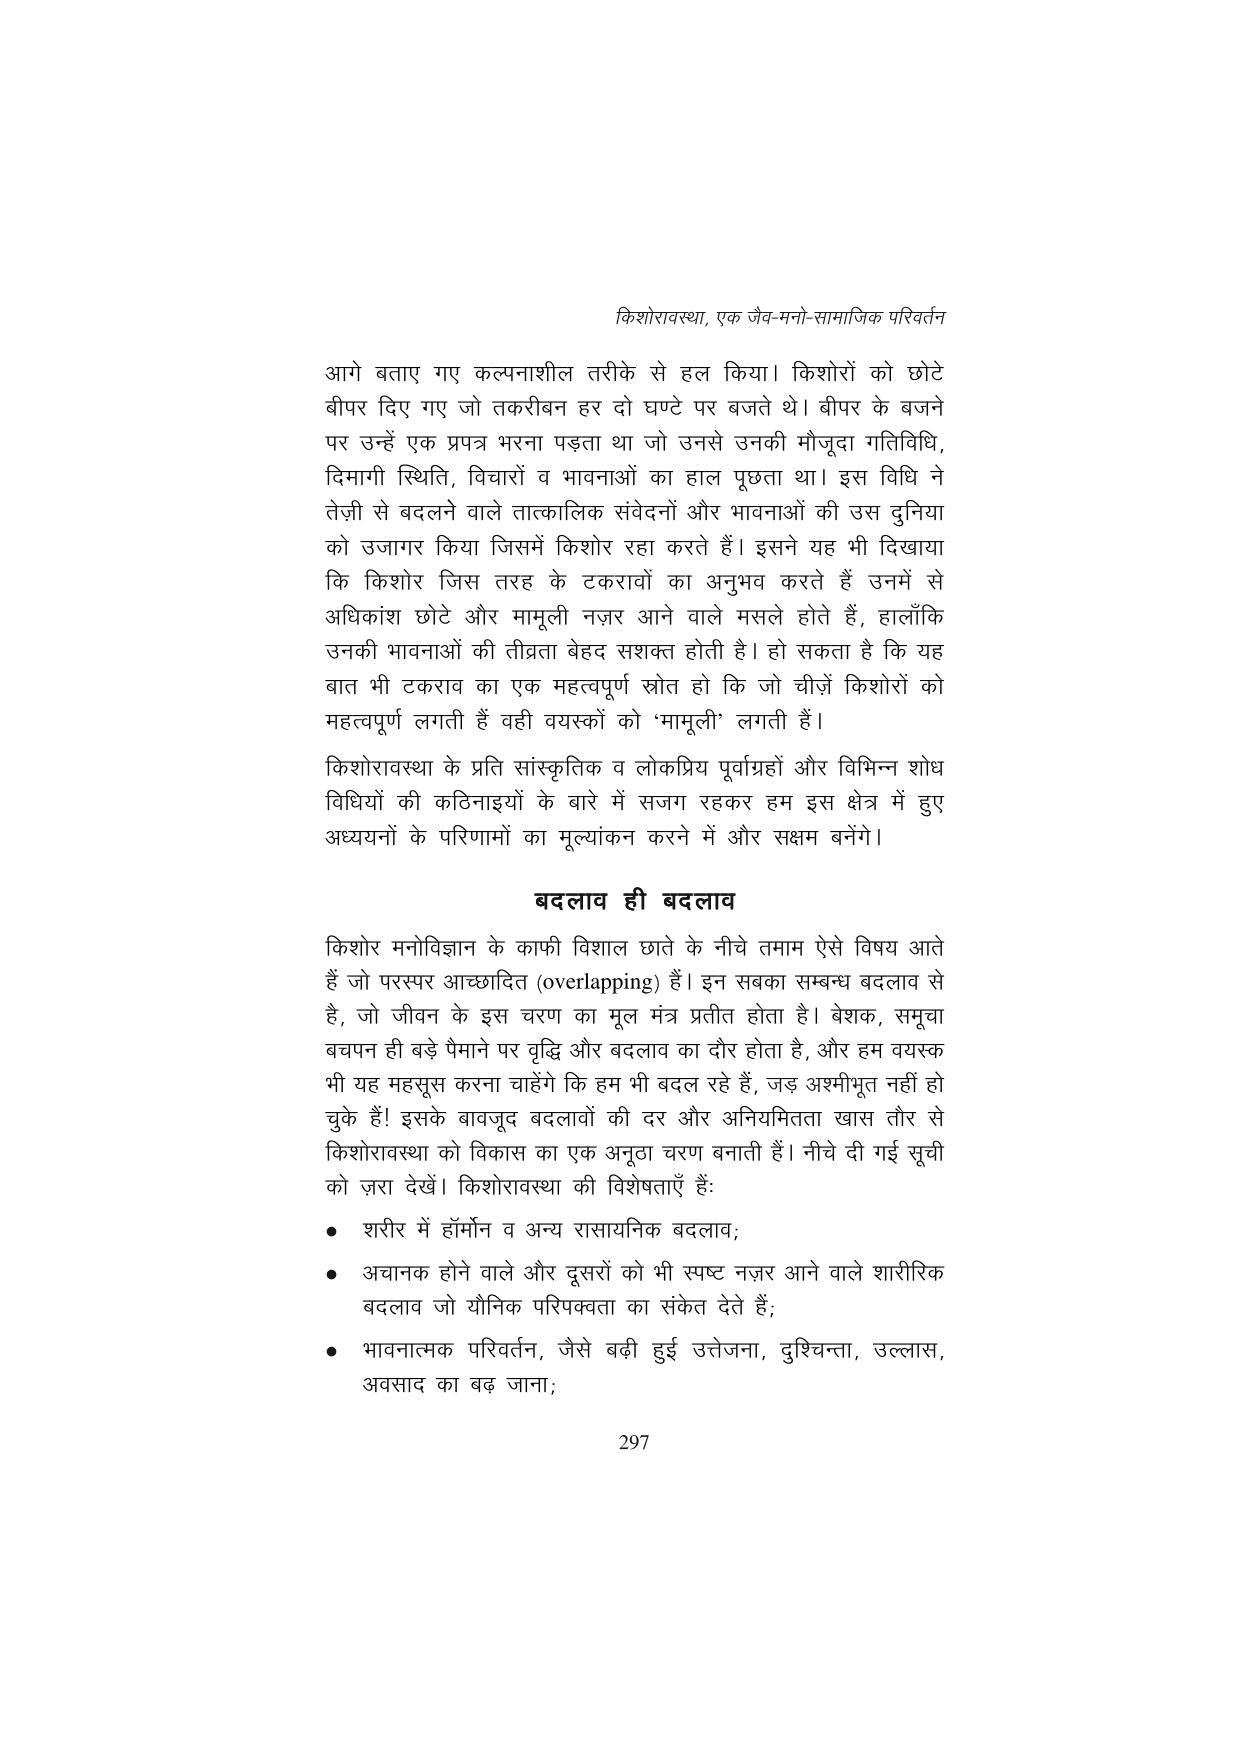 किशोरावस्था, एक जैव-मनो-सामाजिक परिवर्तन
आगे बताए गए कल्पनाशील तरीके से हल किया। किशोरों को छोटे
बीपर दिए गए जो तकरीबन हर दो घण्टे पर बजते थे। बीपर के बजने
पर उन्हें एक प्रपत्र भरना पड़ता था जो उनसे उनकी मौजूदा गतिविधि,
दिमागी स्थिति, विचारों व भावनाओं का हाल पूछता था। इस विधि ने
तेज़ी से बदलने वाले तात्कालिक संवेदनों और भावनाओं की उस दुनिया
को उजागर किया जिसमें किशोर रहा करते हैं। इसने यह भी दिखाया
कि किशोर जिस तरह के टकरावों का अनुभव करते हैं उनमें से
अधिकांश छोटे और मामूली नज़र आने वाले मसले होते हैं, हालाँकि
उनकी भावनाओं की तीव्रता बेहद सशक्त होती है। हो सकता है कि यह
बात भी टकराव का एक महत्वपूर्ण स्रोत हो कि जो चीज़ें किशोरों को
महत्वपूर्ण लगती हैं वही वयस्कों को ‘मामूली’ लगती हैं।
किशोरावस्था के प्रति सांस्कृतिक व लोकप्रिय पूर्वाग्रहों और विभिन्न शोध
विधियों की कठिनाइयों के बारे में सजग रहकर हम इस क्षेत्र में हुए
अध्ययनों के परिणामों का मूल्यांकन करने में और सक्षम बनेंगे।
बदलाव ही बदलाव
किशोर मनोविज्ञान के काफी विशाल छाते के नीचे तमाम ऐसे विषय आते
हैं जो परस्पर आच्छादित (overlapping) हैं। इन सबका सम्बन्ध बदलाव से
है, जो जीवन के इस चरण का मूल मंत्र प्रतीत होता है। बेशक, समूचा
बचपन ही बड़े पैमाने पर वृद्धि और बदलाव का दौर होता है, और हम वयस्क
भी यह महसूस करना चाहेंगे कि हम भी बदल रहे हैं, जड़ अश्मीभूत नहीं हो
चुके हैं! इसके बावजूद बदलावों की दर और अनियमितता खास तौर से
किशोरावस्था को विकास का एक अनूठा चरण बनाती हैं। नीचे दी गई सूची
को ज़रा देखें। किशोरावस्था की विशेषताएँ हैं:
● शरीर में हॉर्मोन व अन्य रासायनिक बदलाव;
● अचानक होने वाले और दूसरों को भी स्पष्ट नज़र आने वाले शारीरिक
बदलाव जो यौनिक परिपक्वता का संकेत देते हैं;
● भावनात्मक परिवर्तन, जैसे बढ़ी हुई उत्तेजना, दुश्चिन्ता, उल्लास,
अवसाद का बढ़ जाना;
297